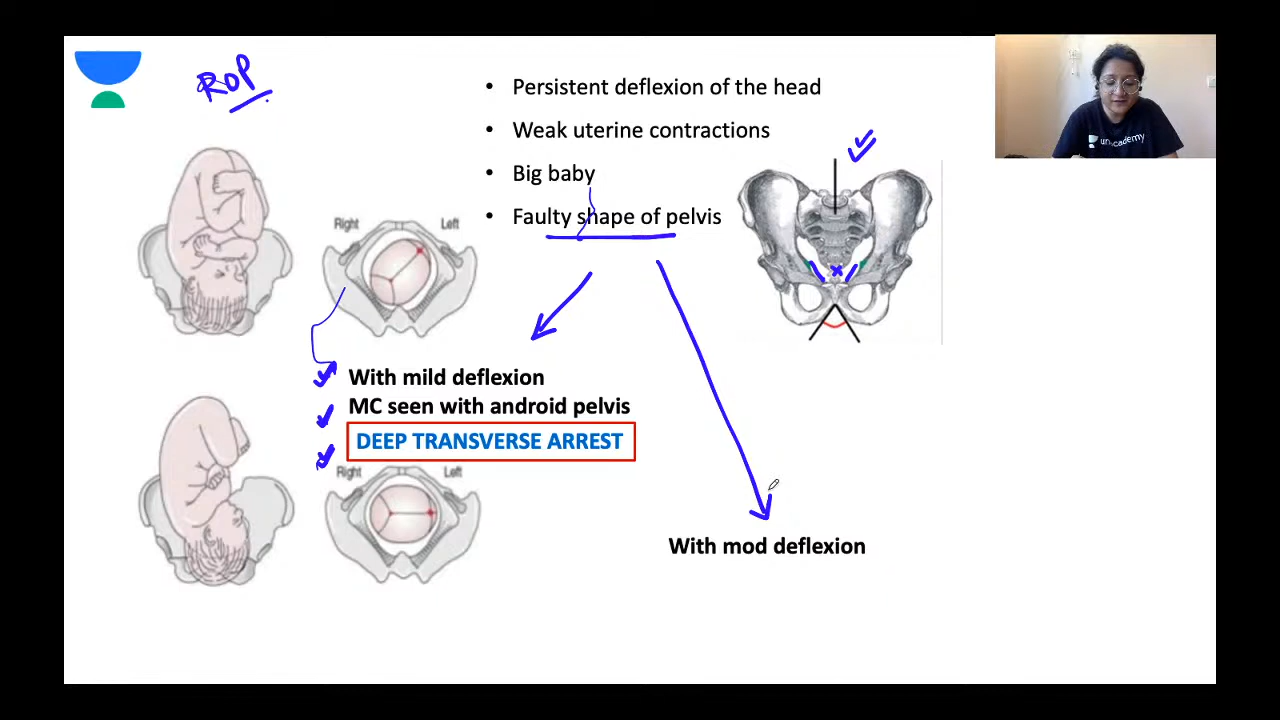 ROP
• Persistent deflexion of the head
• Weak uterine contractions
• Big baby
• Faulty shape of pelvis
Right Left
With mild deflexion
MC seen with android pelvis
DEEP TRANSVERSE ARREST
Right Left
With mod deflexion
unacademy